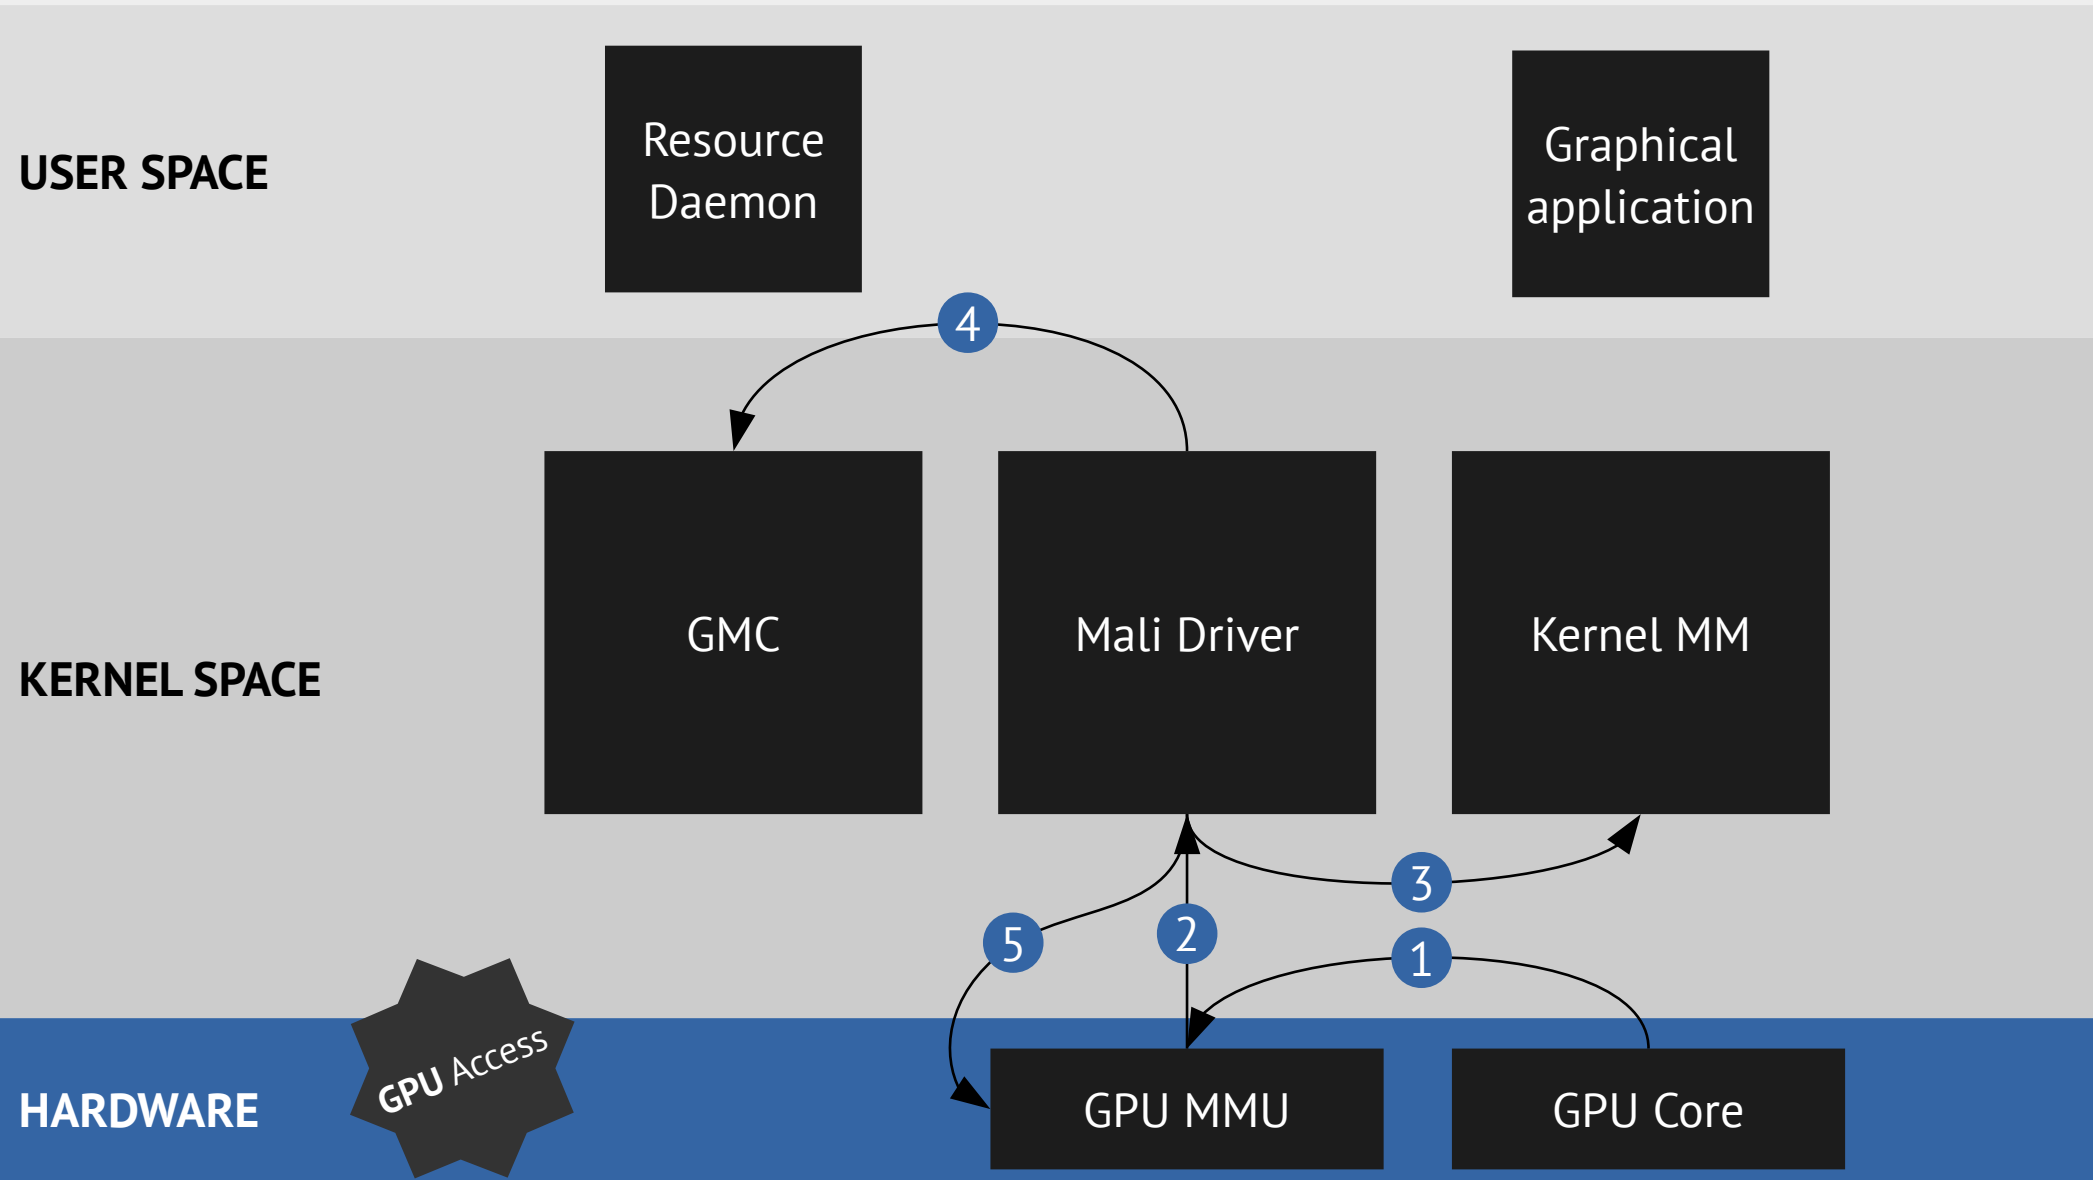 USER SPACE
Resource
Daemon
Graphical
application
4
KERNEL SPACE
GMC
Mali Driver
Kernel MM
3
5
2
1
HARDWARE
GPU Access
GPU MMU
GPU Core